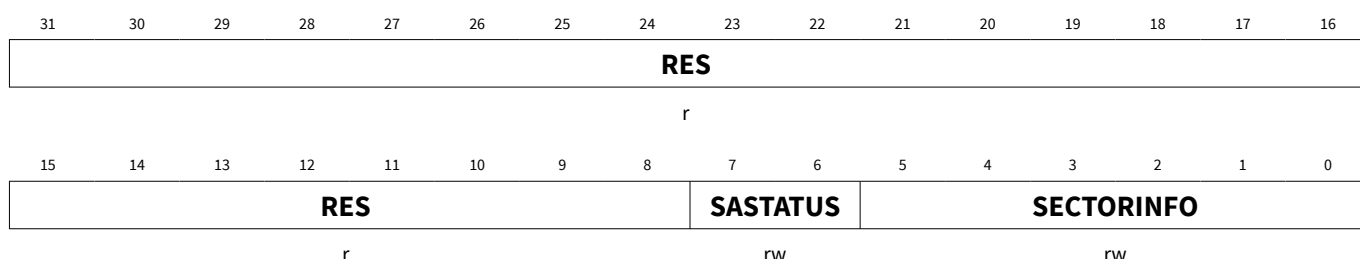 31 30 29 28 27 26 25 24 23 22 21 20 19 18 17 16
RES
r
15 14 13 12 11 10 9 8 7 6 5 4 3 2 1 0
RES SASTATUS SECTORINFO
r rw rw